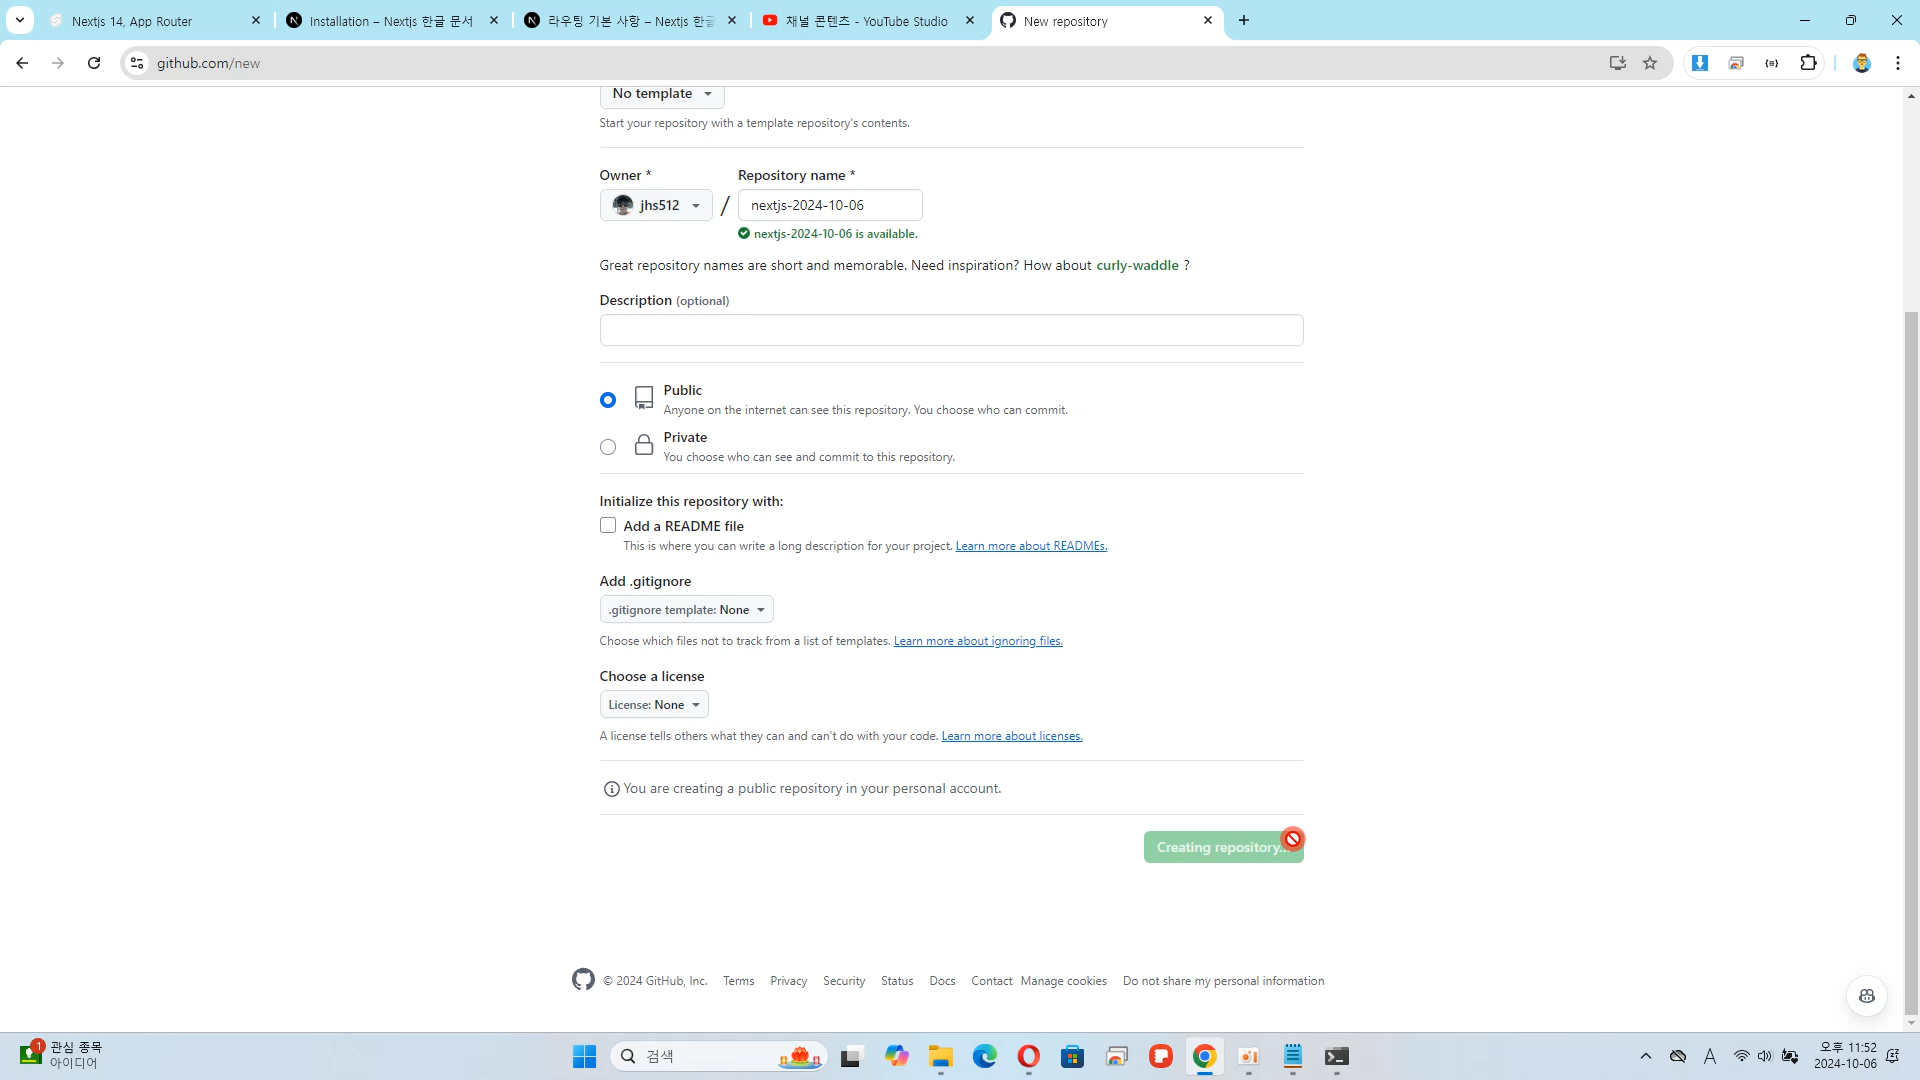 Nextjs 14, App Router
Installation – Nextjs 한글 문서
라우팅 기본 사항 – Nextjs 한글
채널 콘텐츠 - YouTube Studio
New repository
github.com/new
No template
Start your repository with a template repository's contents.
Owner *
Repository name *
jhs512
/
nextjs-2024-10-06
nextjs-2024-10-06 is available.
Great repository names are short and memorable. Need inspiration? How about curly-waddle ?
Description (optional)
Public
Anyone on the internet can see this repository. You choose who can commit.
Private
You choose who can see and commit to this repository.
Initialize this repository with:
Add a README file
This is where you can write a long description for your project. Learn more about READMEs.
Add .gitignore
.gitignore template: None
Choose which files not to track from a list of templates. Learn more about ignoring files.
Choose a license
License: None
A license tells others what they can and can't do with your code. Learn more about licenses.
You are creating a public repository in your personal account.
Creating repository...
© 2024 GitHub, Inc. Terms Privacy Security Status Docs Contact Manage cookies Do not share my personal information
1
관심 종목
아이디어
검색
A
오후 11:52
2024-10-06